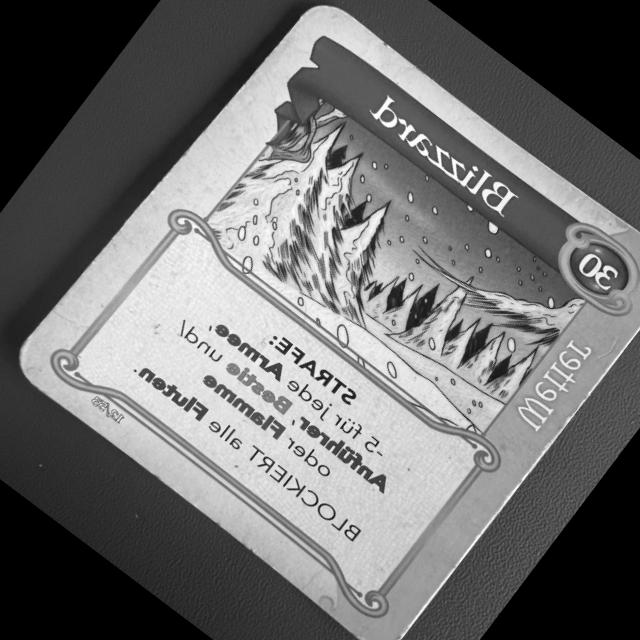 30
Blizzard
Wetter
STRAFE:
-5 für jede Armee,
Anführer, Bestie und/
oder Flamme
BLOCKIERT alle Fluten.